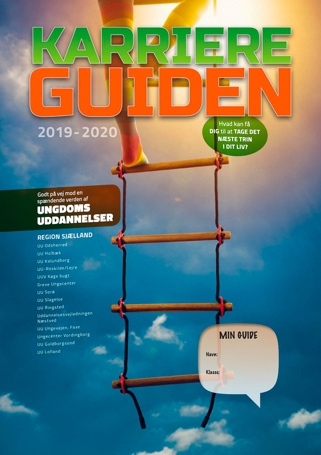 KARRIERE
GUIDEN
2019-2020
Hvad kan få
DIG til at TAGE DET
NÆSTE TRIN
I DIT LIV?
Godt på vej mod en
spændende verden af
UNGDOMS
UDDANNELSER
REGION SJÆLLAND
UU Odsherred
UU Holbæk
UU Kalundborg
UU Roskilde/Lejre
UUV Køge bugt
Greve Ungecenter
UU Sorø
UU Slagelse
UU Ringsted
Uddannelsesvejledningen
Næstved
UU Ungevejen, Faxe
Ungecenter Vordingborg
UU Guldborgsund
UU Lolland
MIN GUIDE
Navn:
Klasse: